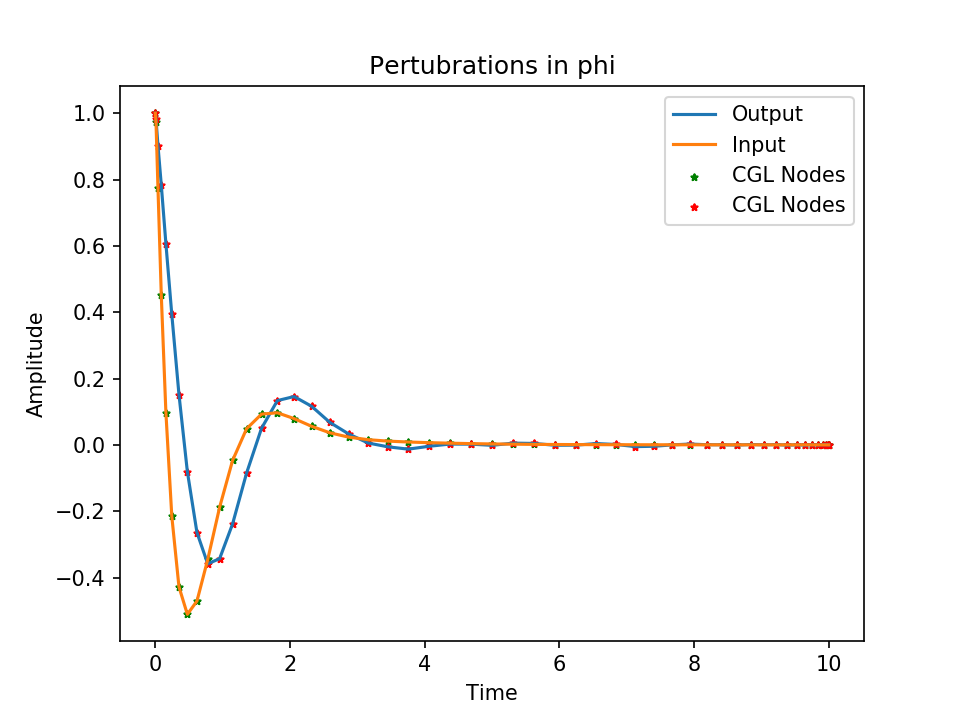 Pertubrations in phi
Output
Input
CGL Nodes
CGL Nodes
1.0
0.8
0.6
0.4
0.2
0.0
−0.2
−0.4
Amplitude
0 2 4 6 8 10
Time